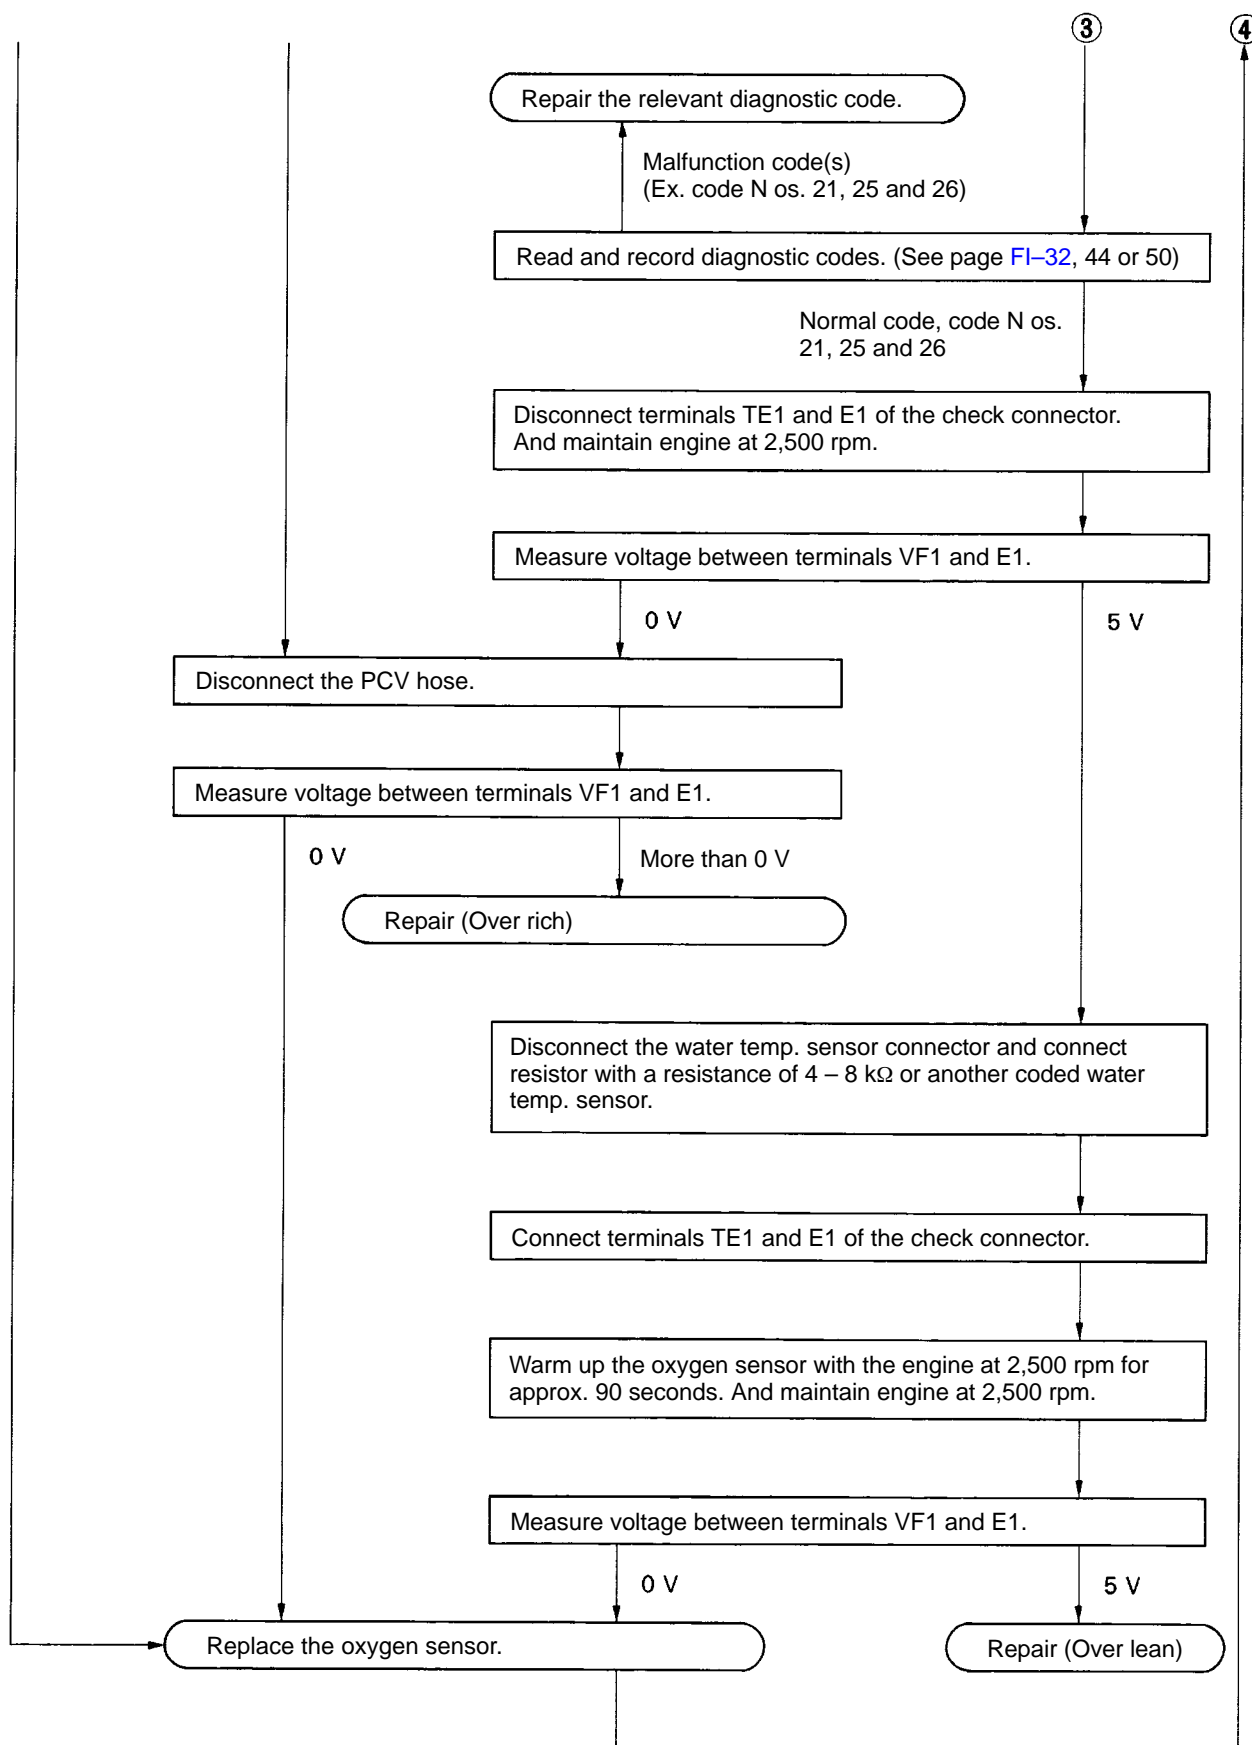 ③
④
Repair the relevant diagnostic code.
Malfunction code(s)
(Ex. code N os. 21, 25 and 26)
Read and record diagnostic codes. (See page FI–32, 44 or 50)
Normal code, code N os.
21, 25 and 26
Disconnect terminals TE1 and E1 of the check connector.
And maintain engine at 2,500 rpm.
Measure voltage between terminals VF1 and E1.
0 V
5 V
Disconnect the PCV hose.
Measure voltage between terminals VF1 and E1.
0 V
More than 0 V
Repair (Over rich)
Disconnect the water temp. sensor connector and connect
resistor with a resistance of 4 – 8 kΩ or another coded water
temp. sensor.
Connect terminals TE1 and E1 of the check connector.
Warm up the oxygen sensor with the engine at 2,500 rpm for
approx. 90 seconds. And maintain engine at 2,500 rpm.
Measure voltage between terminals VF1 and E1.
0 V
5 V
Replace the oxygen sensor.
Repair (Over lean)